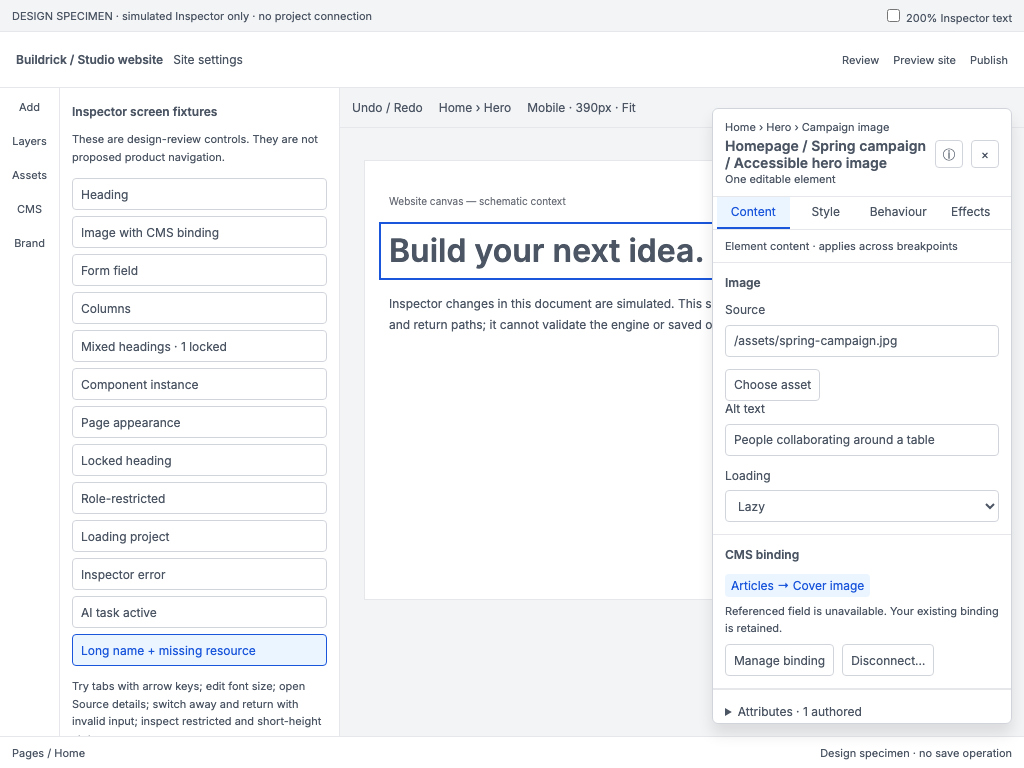 DESIGN SPECIMEN · simulated Inspector only · no project connection
200% Inspector text
Buildrick / Studio website Site settings
Review Preview site Publish
Add
Layers
Assets
CMS
Brand
Inspector screen fixtures
These are design-review controls. They are not
proposed product navigation.
Heading
Image with CMS binding
Form field
Columns
Mixed headings · 1 locked
Component instance
Page appearance
Locked heading
Role-restricted
Loading project
Inspector error
AI task active
Long name + missing resource
Try tabs with arrow keys; edit font size; open
Source details; switch away and return with
invalid input; inspect restricted and short-height
Undo / Redo Home › Hero Mobile · 390px · Fit
Website canvas — schematic context
Build your next idea.
Inspector changes in this document are simulated. This s
and return paths; it cannot validate the engine or saved o
Home › Hero › Campaign image
Homepage / Spring campaign
/ Accessible hero image
One editable element
ⓘ ×
Content Style Behaviour Effects
Element content · applies across breakpoints
Image
Source
/assets/spring-campaign.jpg
Choose asset
Alt text
People collaborating around a table
Loading
Lazy
CMS binding
Articles → Cover image
Referenced field is unavailable. Your existing binding
is retained.
Manage binding Disconnect...
▶ Attributes · 1 authored
Pages / Home
Design specimen · no save operation